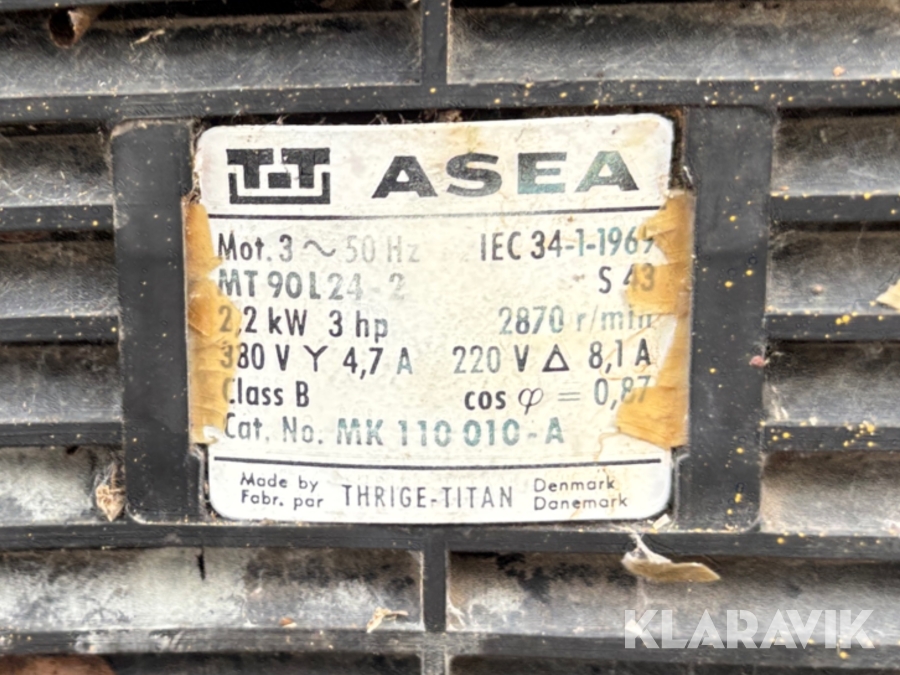 TT ASEA
Mot. 3 ~ 50 Hz IEC 34-1-1969
MT 90L24-2 S 43
2,2 kW 3 hp 2870 r/min
380 V Y 4,7 A 220 V Δ 8,1 A
Class B cos φ = 0,87
Cat. No. MK 110 010-A
Made by
Fabr. par THRIGE-TITAN Denmark
Danemark
KLARAVIK